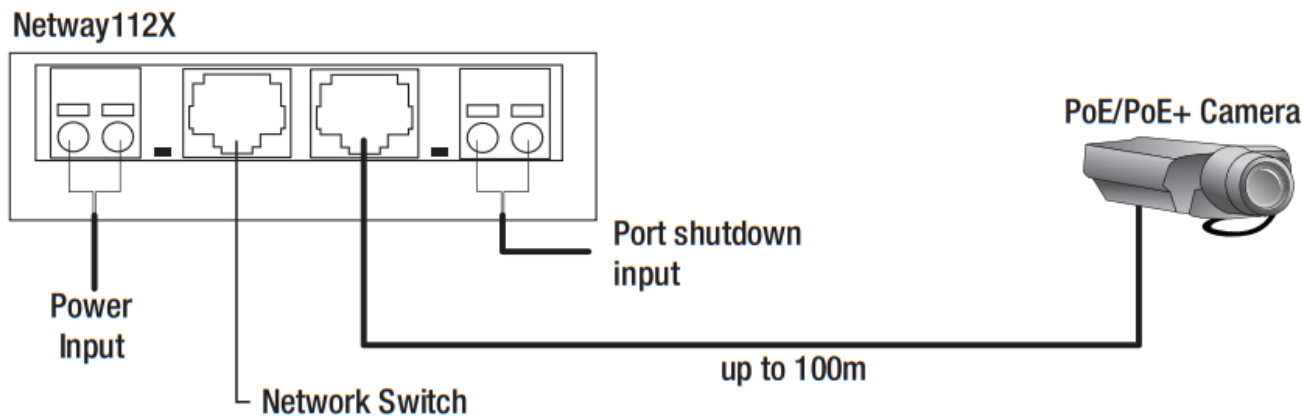 Netway112X
PoE/PoE+ Camera
Port shutdown
input
Power
Input
up to 100m
Network Switch